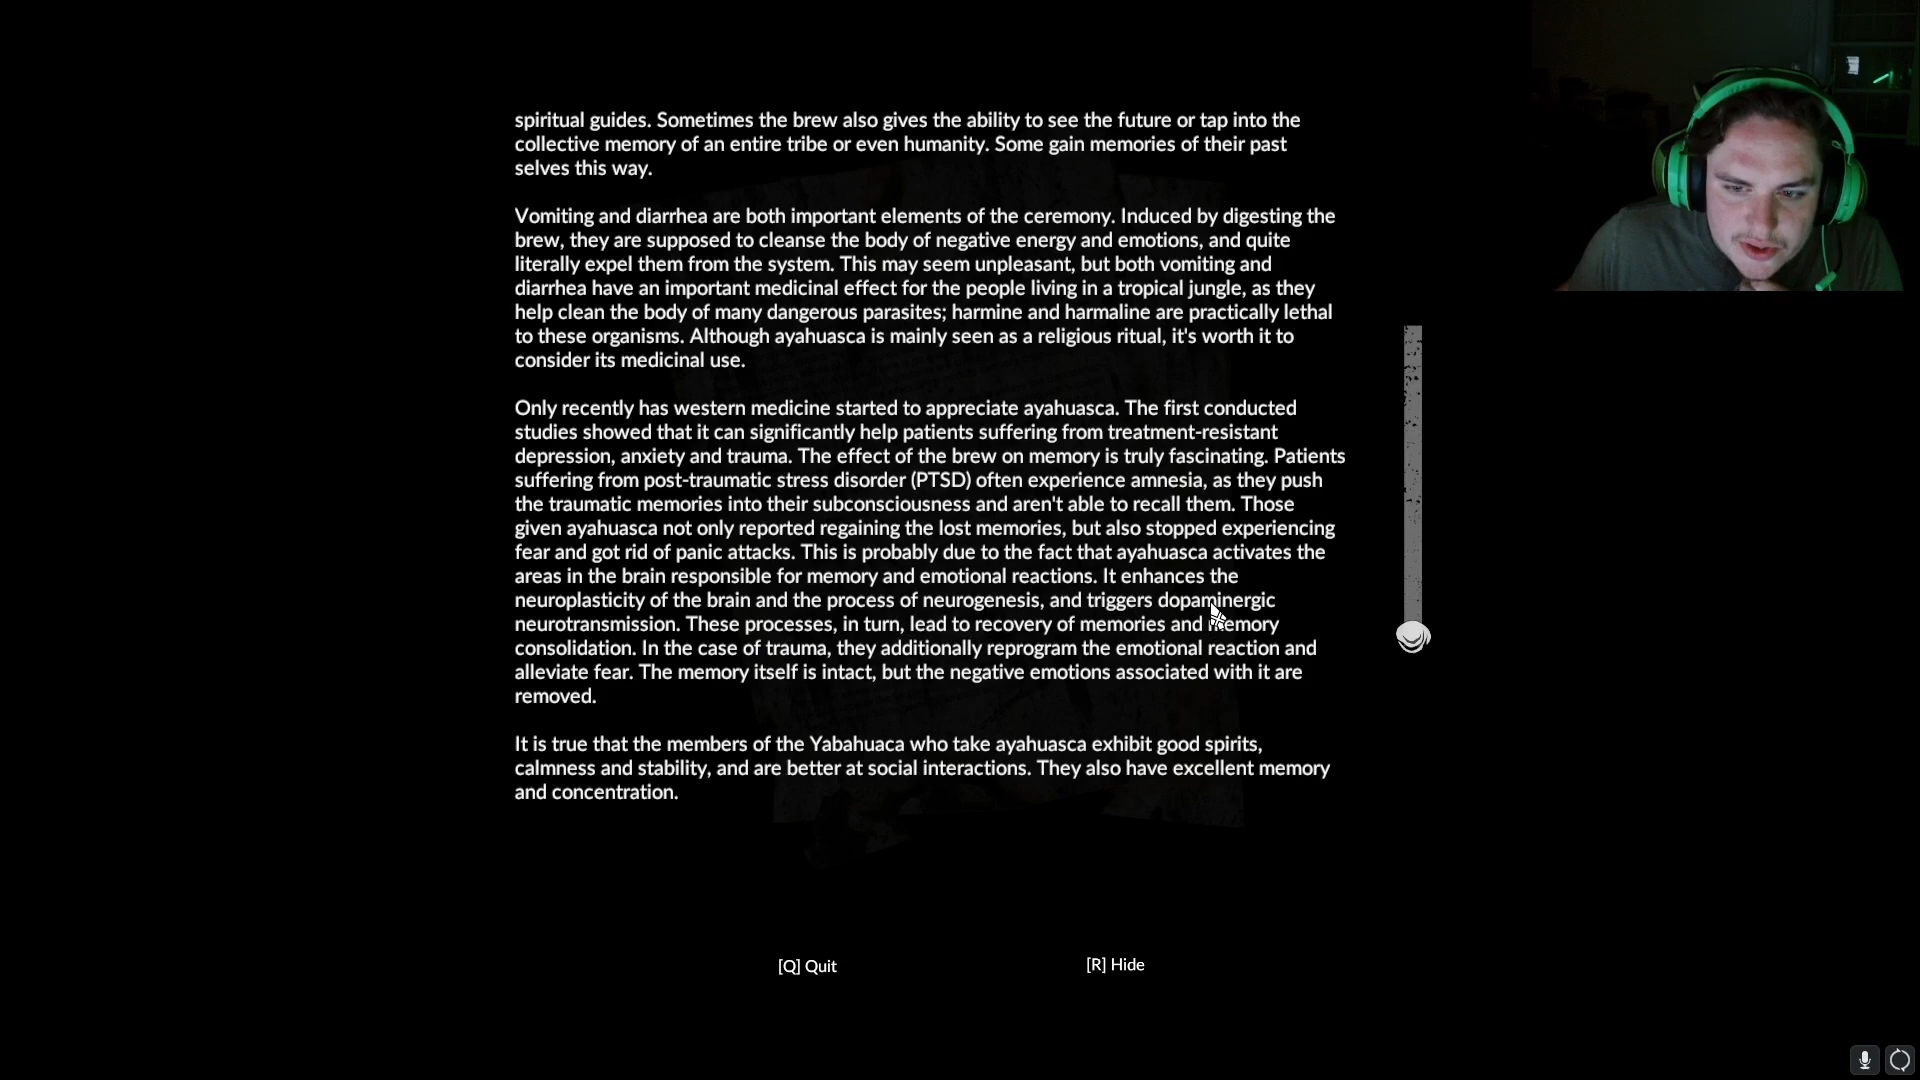 spiritual guides. Sometimes the brew also gives the ability to see the future or tap into the
collective memory of an entire tribe or even humanity. Some gain memories of their past
selves this way.
Vomiting and diarrhea are both important elements of the ceremony. Induced by digesting the
brew, they are supposed to cleanse the body of negative energy and emotions, and quite
literally expel them from the system. This may seem unpleasant, but both vomiting and
diarrhea have an important medicinal effect for the people living in a tropical jungle, as they
help clean the body of many dangerous parasites; harmine and harmaline are practically lethal
to these organisms. Although ayahuasca is mainly seen as a religious ritual, it's worth it to
consider its medicinal use.
Only recently has western medicine started to appreciate ayahuasca. The first conducted
studies showed that it can significantly help patients suffering from treatment-resistant
depression, anxiety and trauma. The effect of the brew on memory is truly fascinating. Patients
suffering from post-traumatic stress disorder (PTSD) often experience amnesia, as they push
the traumatic memories into their subconsciousness and aren't able to recall them. Those
given ayahuasca not only reported regaining the lost memories, but also stopped experiencing
fear and got rid of panic attacks. This is probably due to the fact that ayahuasca activates the
areas in the brain responsible for memory and emotional reactions. It enhances the
neuroplasticity of the brain and the process of neurogenesis, and triggers dopaminergic
neurotransmission. These processes, in turn, lead to recovery of memories and memory
consolidation. In the case of trauma, they additionally reprogram the emotional reaction and
alleviate fear. The memory itself is intact, but the negative emotions associated with it are
removed.
It is true that the members of the Yabahuaca who take ayahuasca exhibit good spirits,
calmness and stability, and are better at social interactions. They also have excellent memory
and concentration.
[Q] Quit
[R] Hide